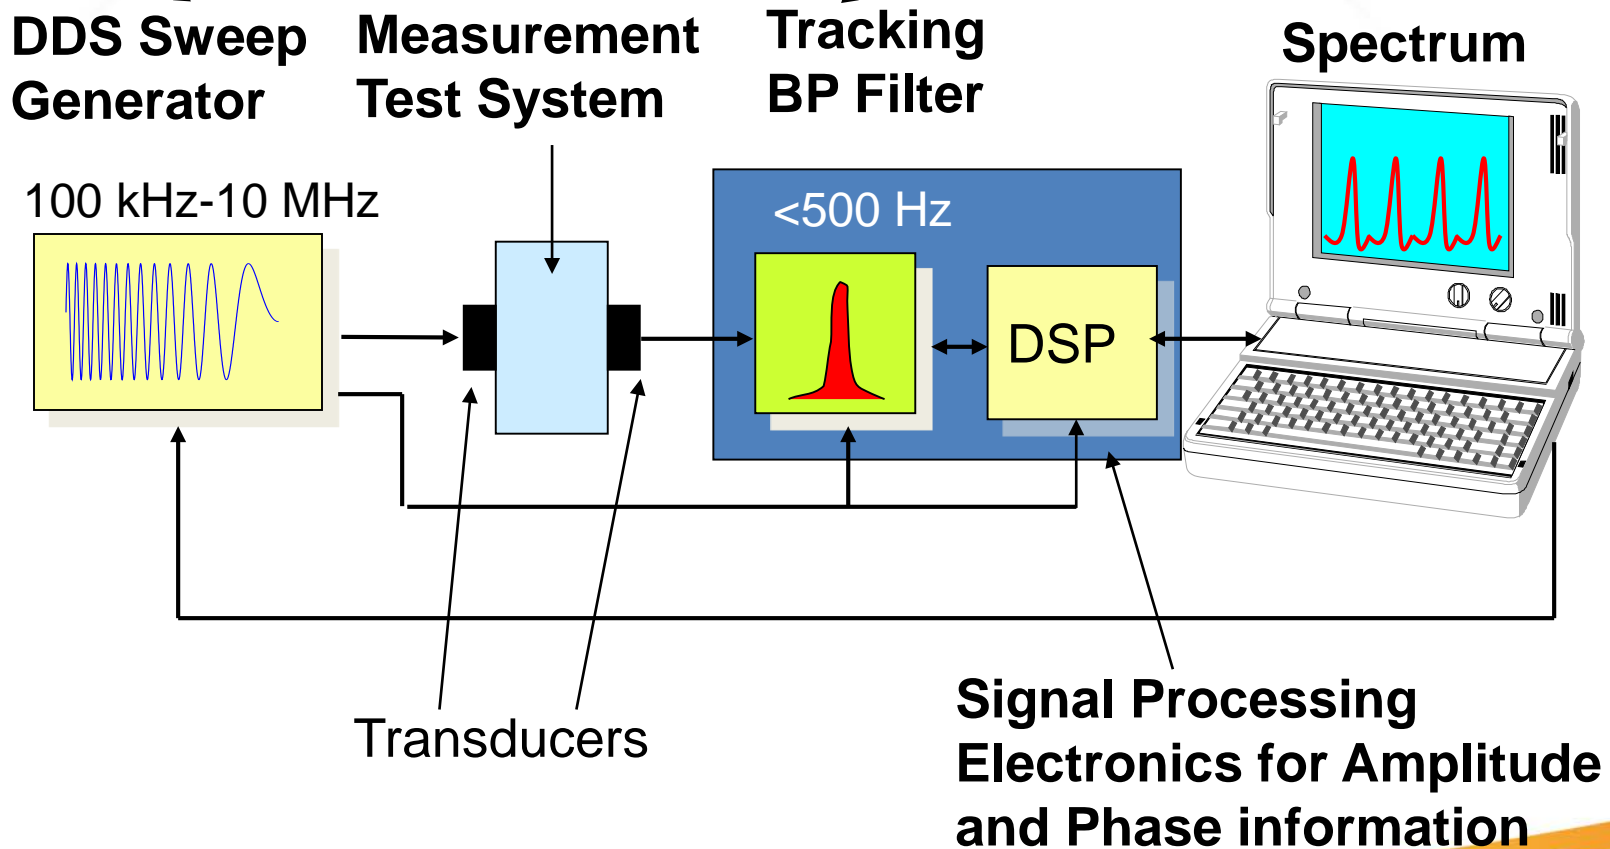 DDS Sweep
Generator
Measurement
Test System
Tracking
BP Filter
Spectrum
100 kHz-10 MHz
<500 Hz
DSP
Transducers
Signal Processing
Electronics for Amplitude
and Phase information